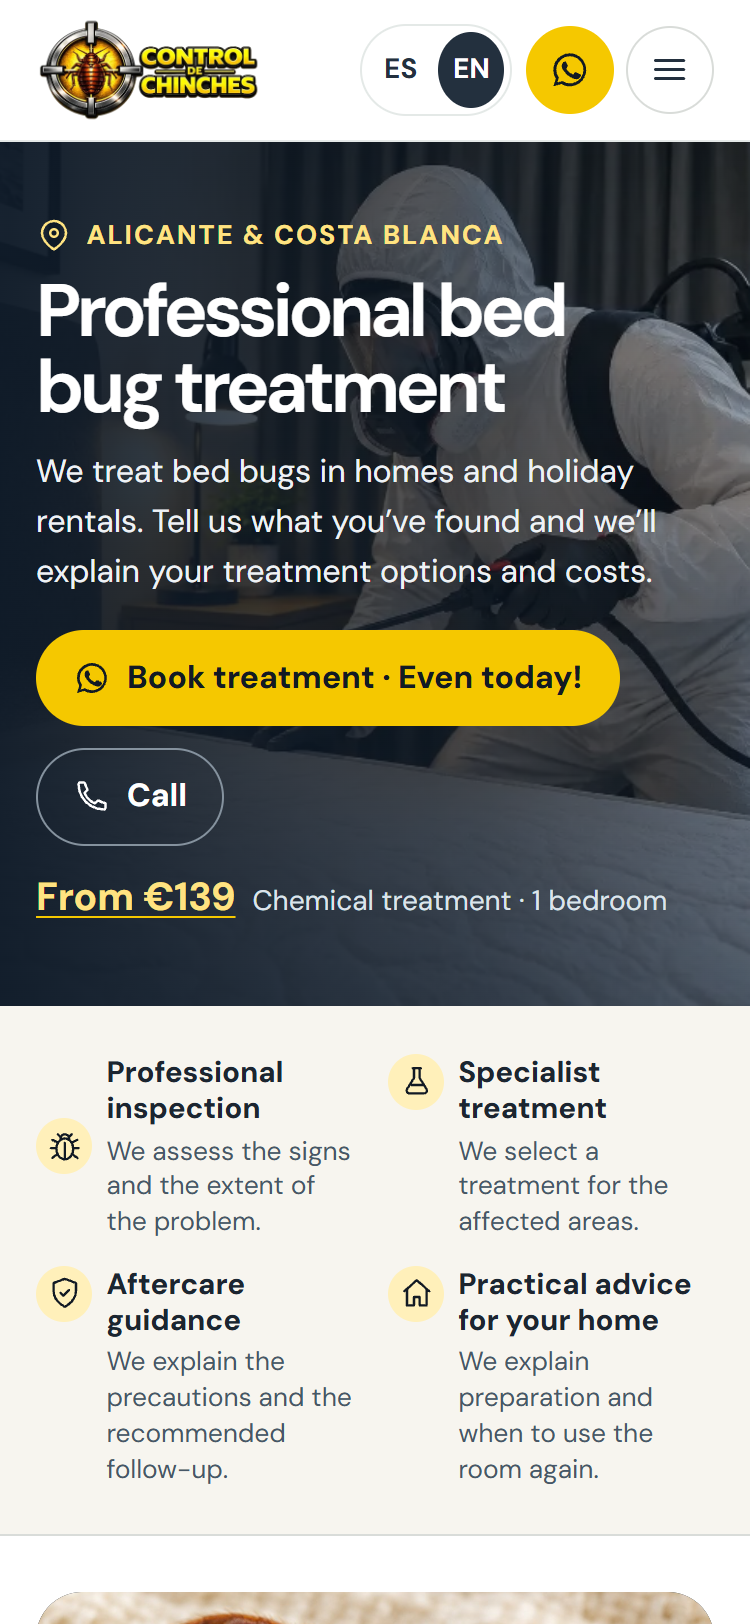 CONTROL
DE
CHINCHES
ES
EN
ALICANTE & COSTA BLANCA
Professional bed
bug treatment
We treat bed bugs in homes and holiday
rentals. Tell us what you’ve found and we’ll
explain your treatment options and costs.
Book treatment · Even today!
Call
From €139 Chemical treatment · 1 bedroom
Professional
inspection
We assess the signs
and the extent of
the problem.
Specialist
treatment
We select a
treatment for the
affected areas.
Aftercare
guidance
We explain the
precautions and the
recommended
follow-up.
Practical advice
for your home
We explain
preparation and
when to use the
room again.